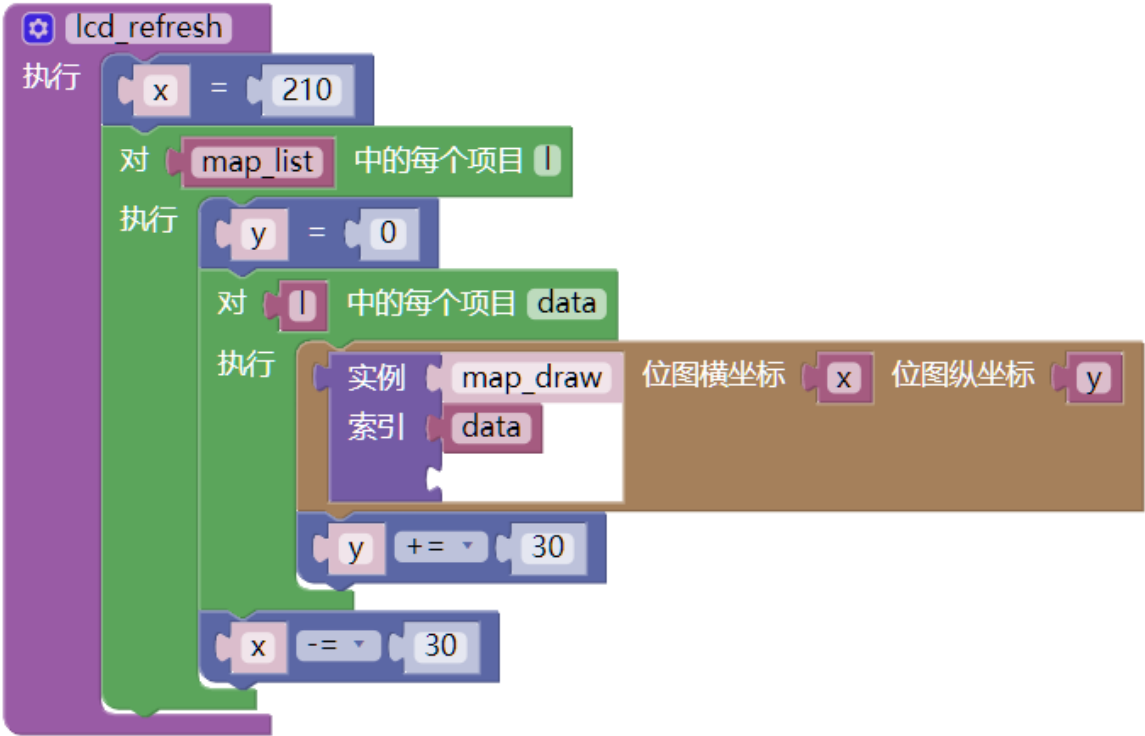 lcd_refresh
执行
x = 210
对 map_list 中的每个项目 l
执行
y = 0
对 l 中的每个项目 data
执行
实例 map_draw 位图横坐标 x 位图纵坐标 y
索引 data
y += 30
x -= 30